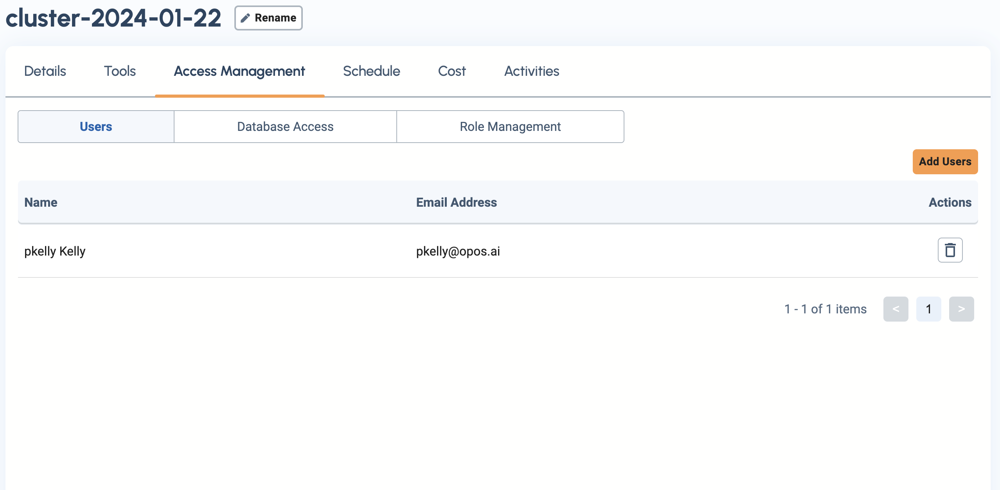 cluster-2024-01-22 Rename
Details Tools Access Management Schedule Cost Activities
Users Database Access Role Management
Add Users
Name Email Address Actions
pkelly Kelly pkelly@opos.ai
1 - 1 of 1 items < 1 >